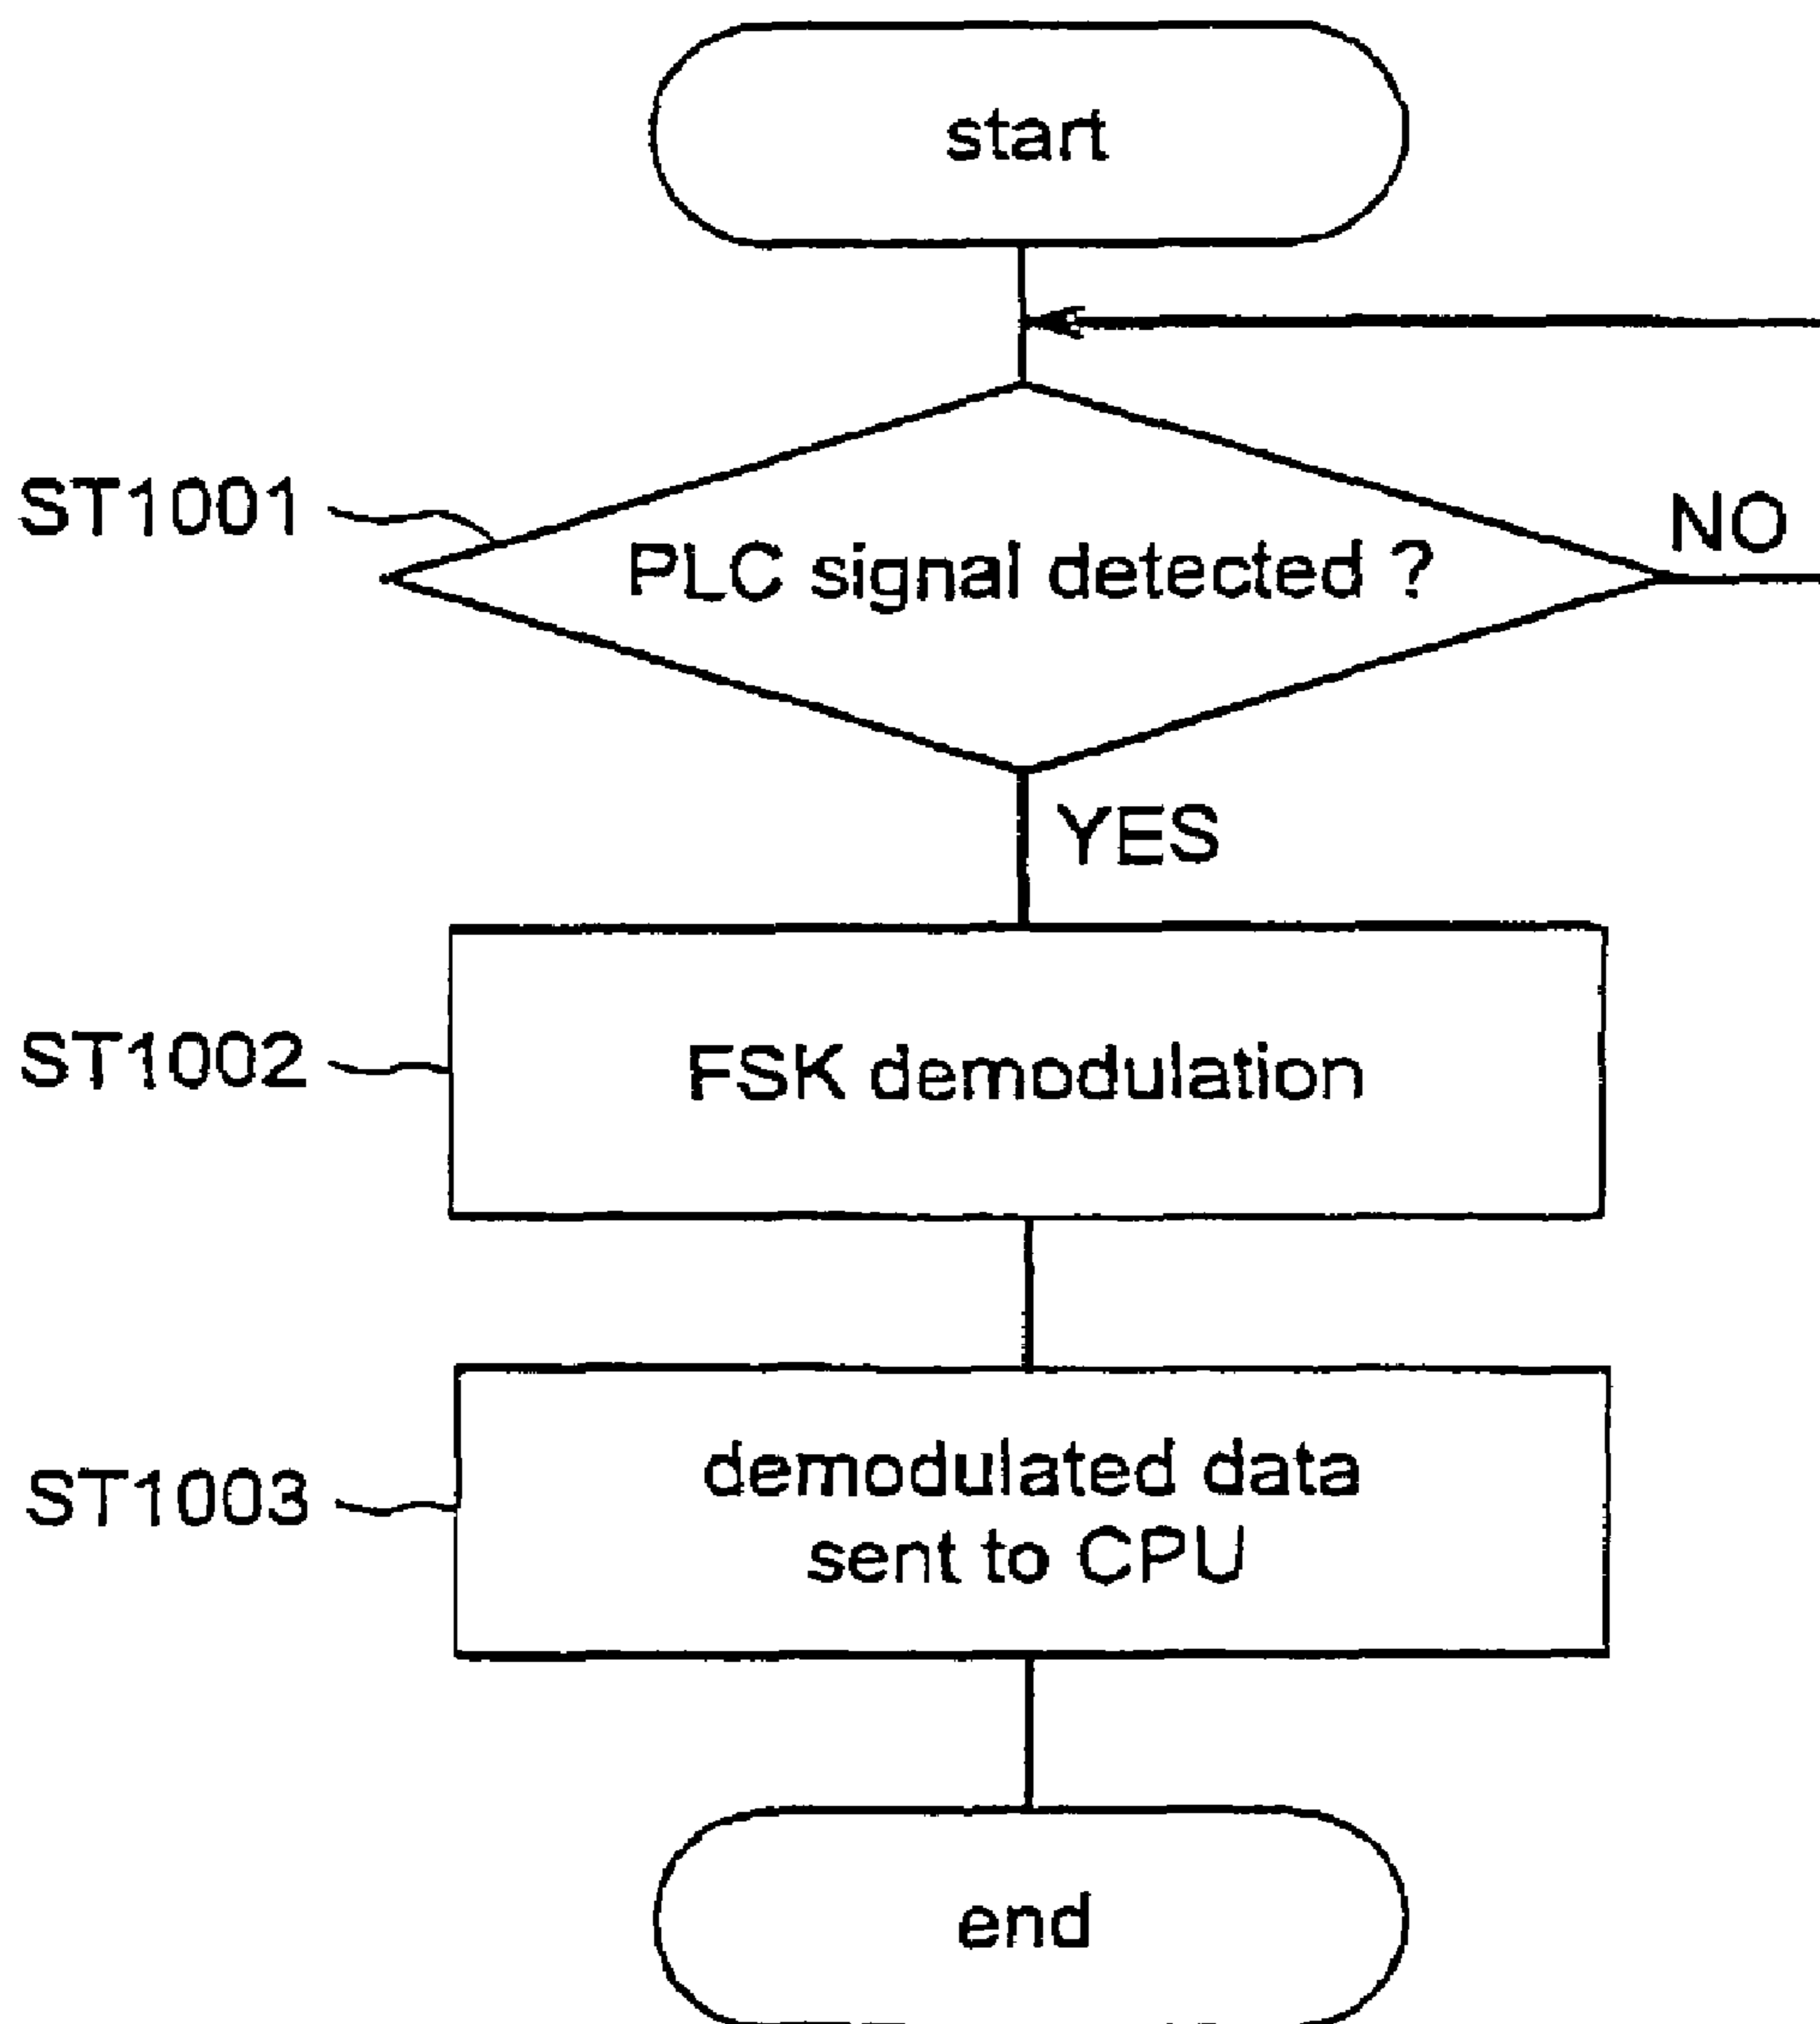 start
ST1001
PLC signal detected ?
NO
YES
ST1002
FSK demodulation
ST1003
demodulated data
sent to CPU
end